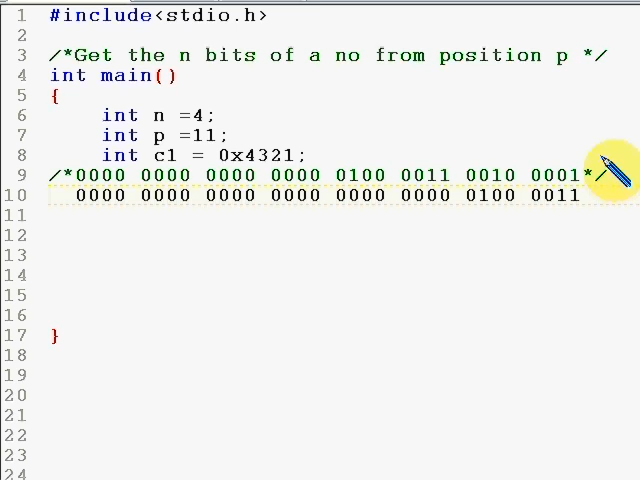 1 #include<stdio.h>
2
3 /*Get the n bits of a no from position p */
4 int main()
5 {
6 int n =4;
7 int p =11;
8 int c1 = 0x4321;
9 /*0000 0000 0000 0000 0100 0011 0010 0001*/
10 0000 0000 0000 0000 0000 0000 0100 0011
11
12
13
14
15
16
17 }
18
19
20
21
22
23
24